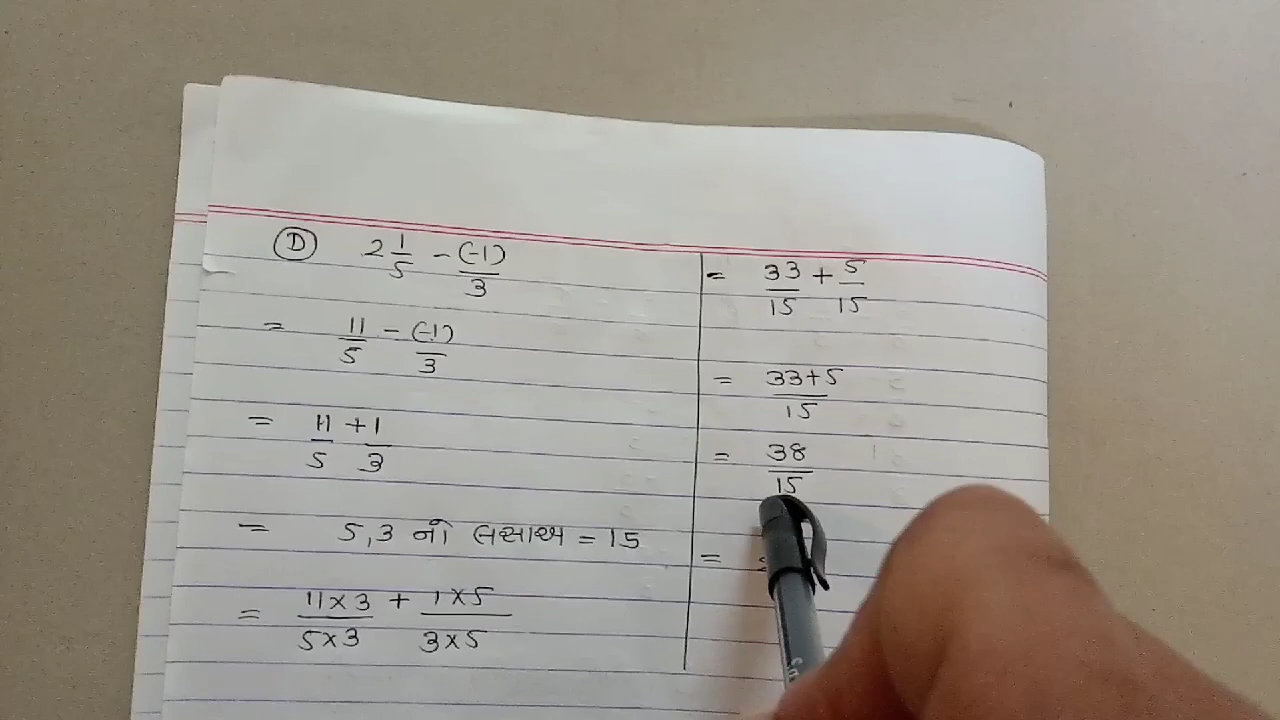 D 2 1/5 - (-1)/3
= 11/5 - (-1)/3
= 11/5 + 1/3
= 5,3 નો લસાઅ = 15
= 11×3/5×3 + 1×5/3×5
= 33/15 + 5/15
= 33+5/15
= 38/15
=